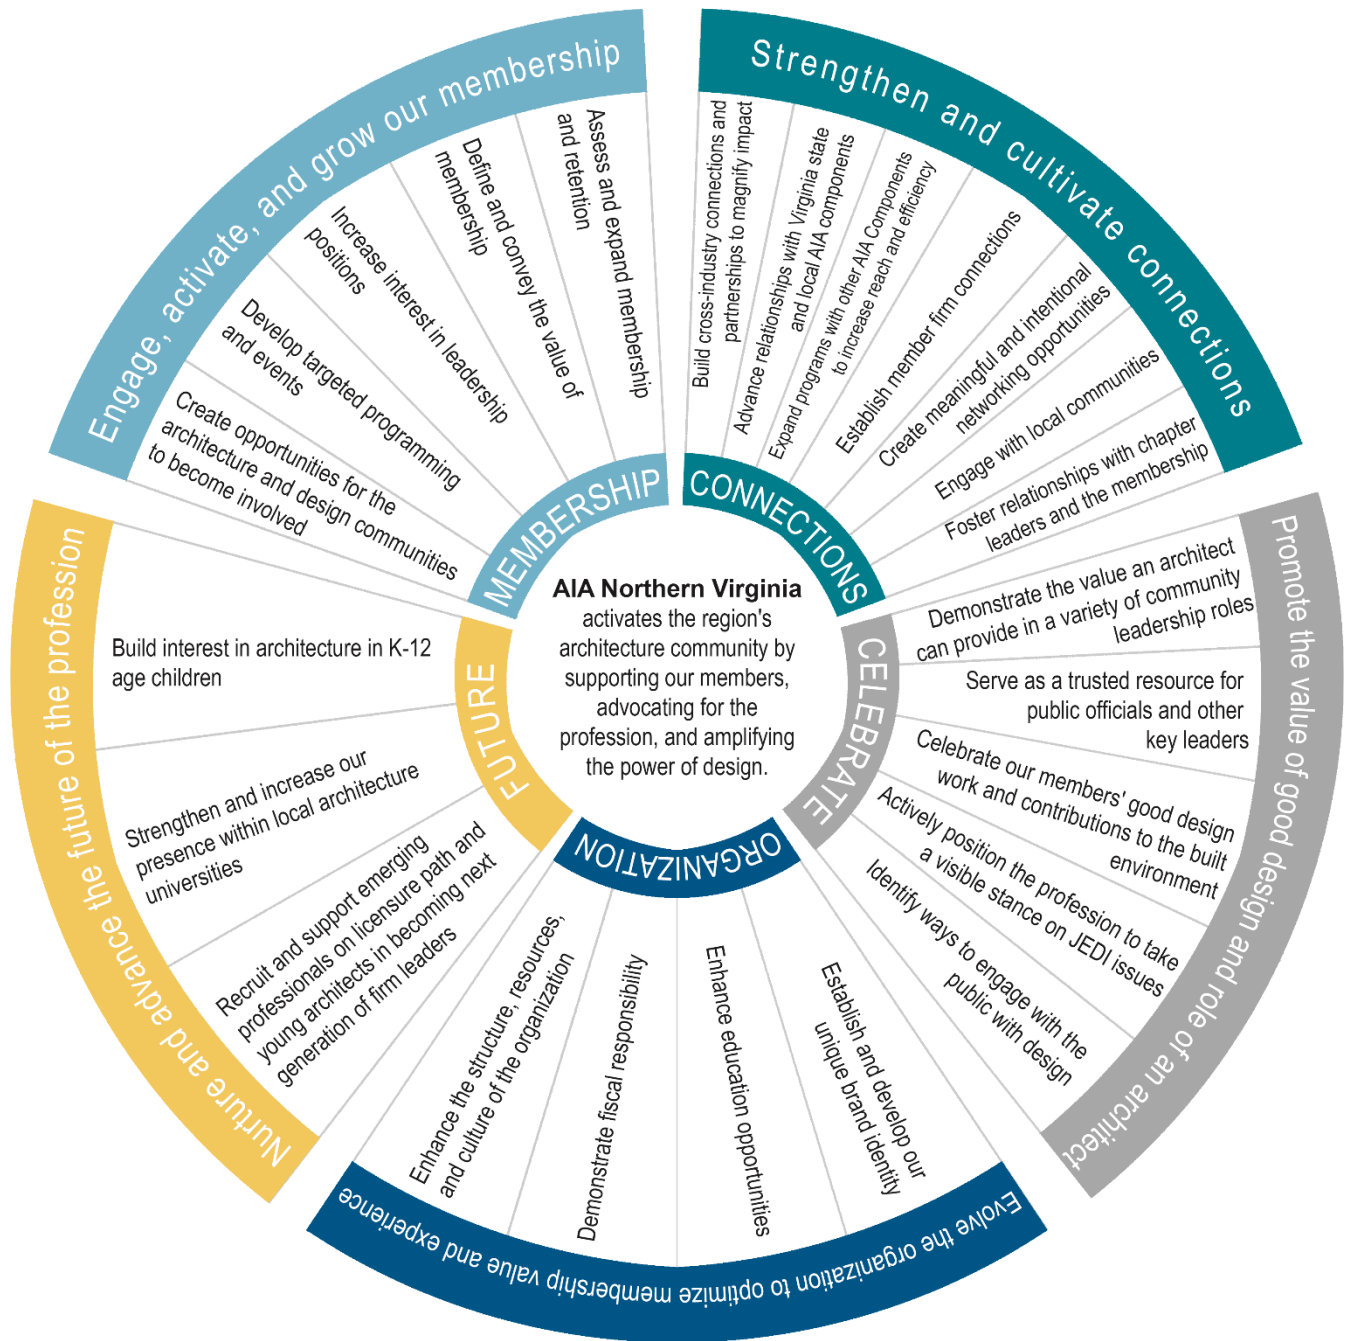 AIA Northern Virginia
activates the region's
architecture community by
supporting our members,
advocating for the
profession, and amplifying
the power of design.
MEMBERSHIP
Engage, activate, and grow our membership
Create opportunities for the
architecture and design communities
to become involved
Develop targeted programming
and events
Increase interest in leadership
positions
Define and convey the value of
membership
Assess and expand membership
and retention
CONNECTIONS
Strengthen and cultivate connections
Build cross-industry connections and
partnerships to magnify impact
Advance relationships with Virginia state
and local AIA components
Expand programs with other AIA Components
to increase reach and efficiency
Establish member firm connections
Create meaningful and intentional
networking opportunities
Engage with local communities
Foster relationships with chapter
leaders and the membership
CELEBRATE
Promote the value of good design and role of an architect
Demonstrate the value an architect
can provide in a variety of community
leadership roles
Serve as a trusted resource for
public officials and other
key leaders
Celebrate our members' good design
work and contributions to the built
environment
Actively position the profession to take
a visible stance on JEDI issues
Identify ways to engage with the
public with design
ORGANIZATION
Evolve the organization to optimize membership value and experience
Establish and develop our
unique brand identity
Enhance education opportunities
Demonstrate fiscal responsibility
Enhance the structure, resources,
and culture of the organization
FUTURE
Nurture and advance the future of the profession
Recruit and support emerging
professionals on licensure path and
young architects in becoming next
generation of firm leaders
Strengthen and increase our
presence within local architecture
universities
Build interest in architecture in K-12
age children